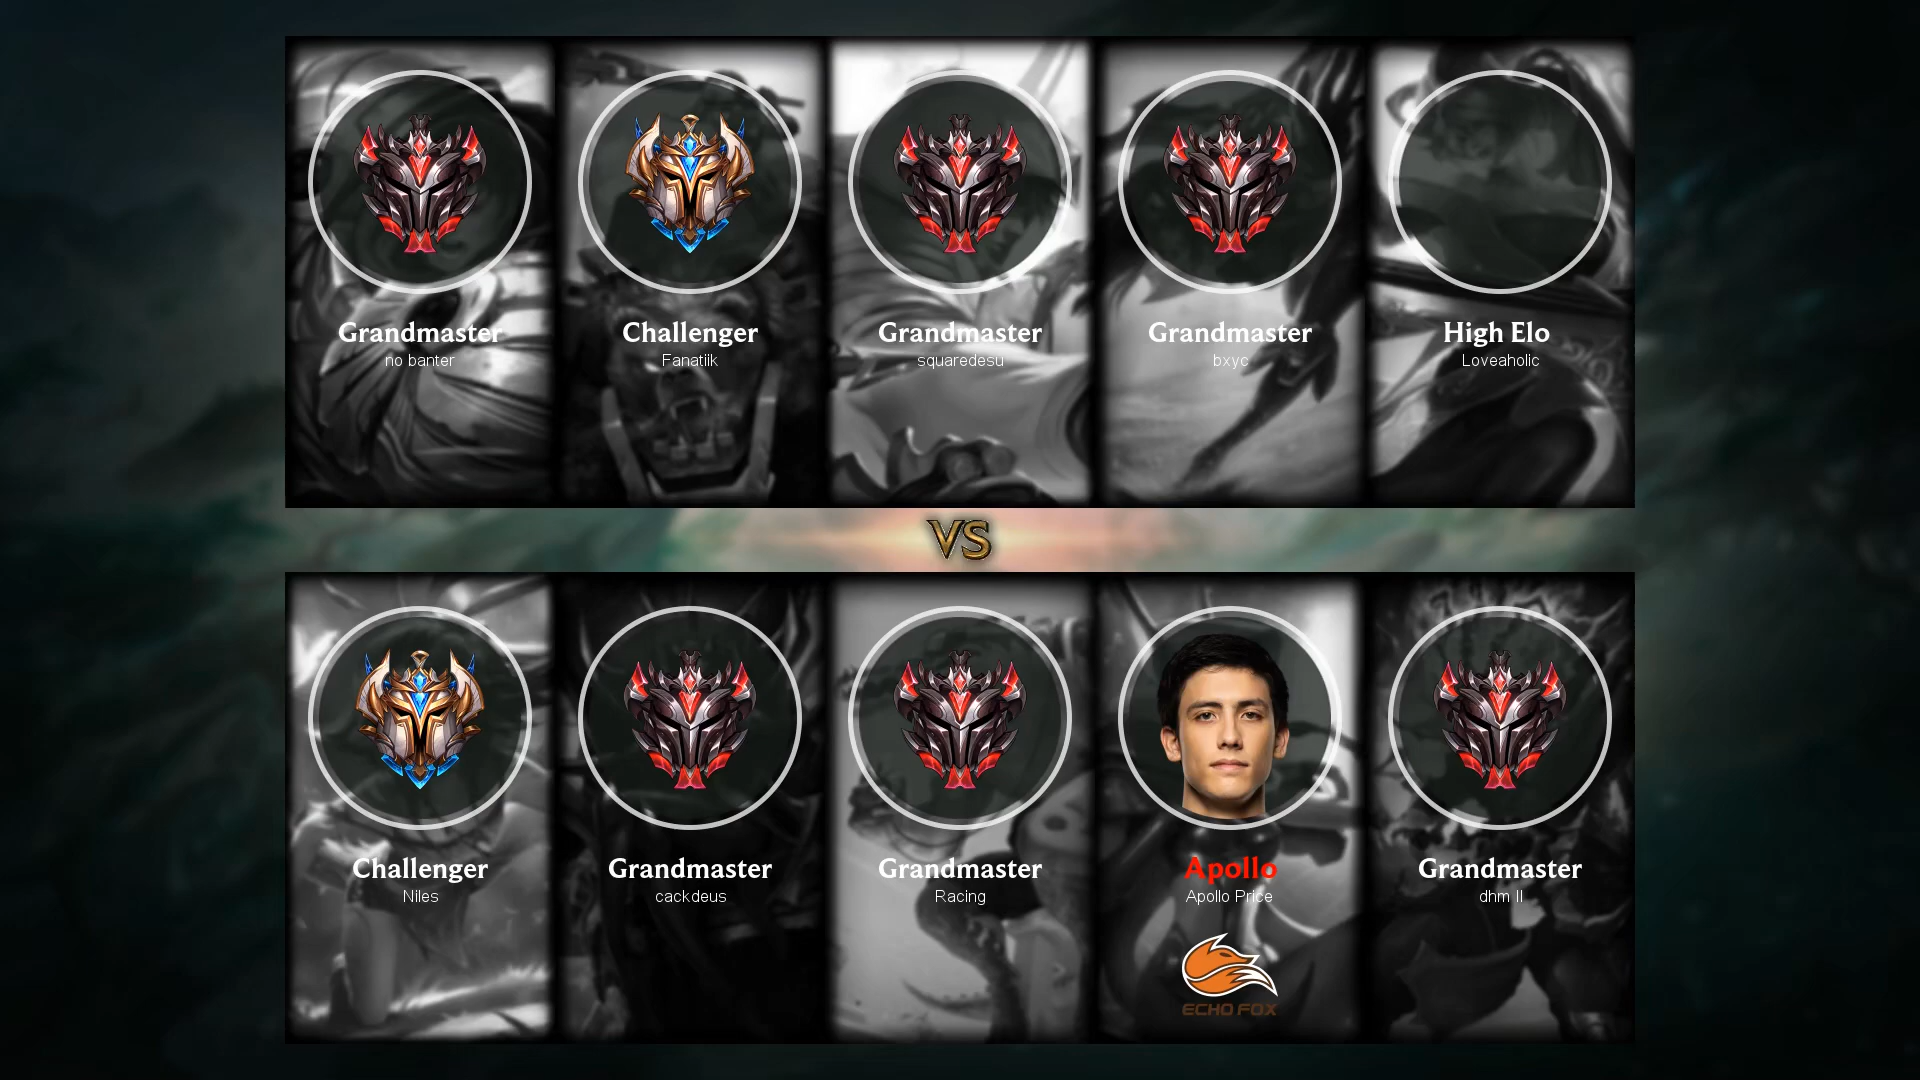 Grandmaster
no banter
Challenger
Fanatiik
Grandmaster
squaredesu
Grandmaster
bxyc
High Elo
Loveaholic
VS
Challenger
Niles
Grandmaster
cackdeus
Grandmaster
Racing
Apollo
Apollo Price
ECHO FOX
Grandmaster
dhm II